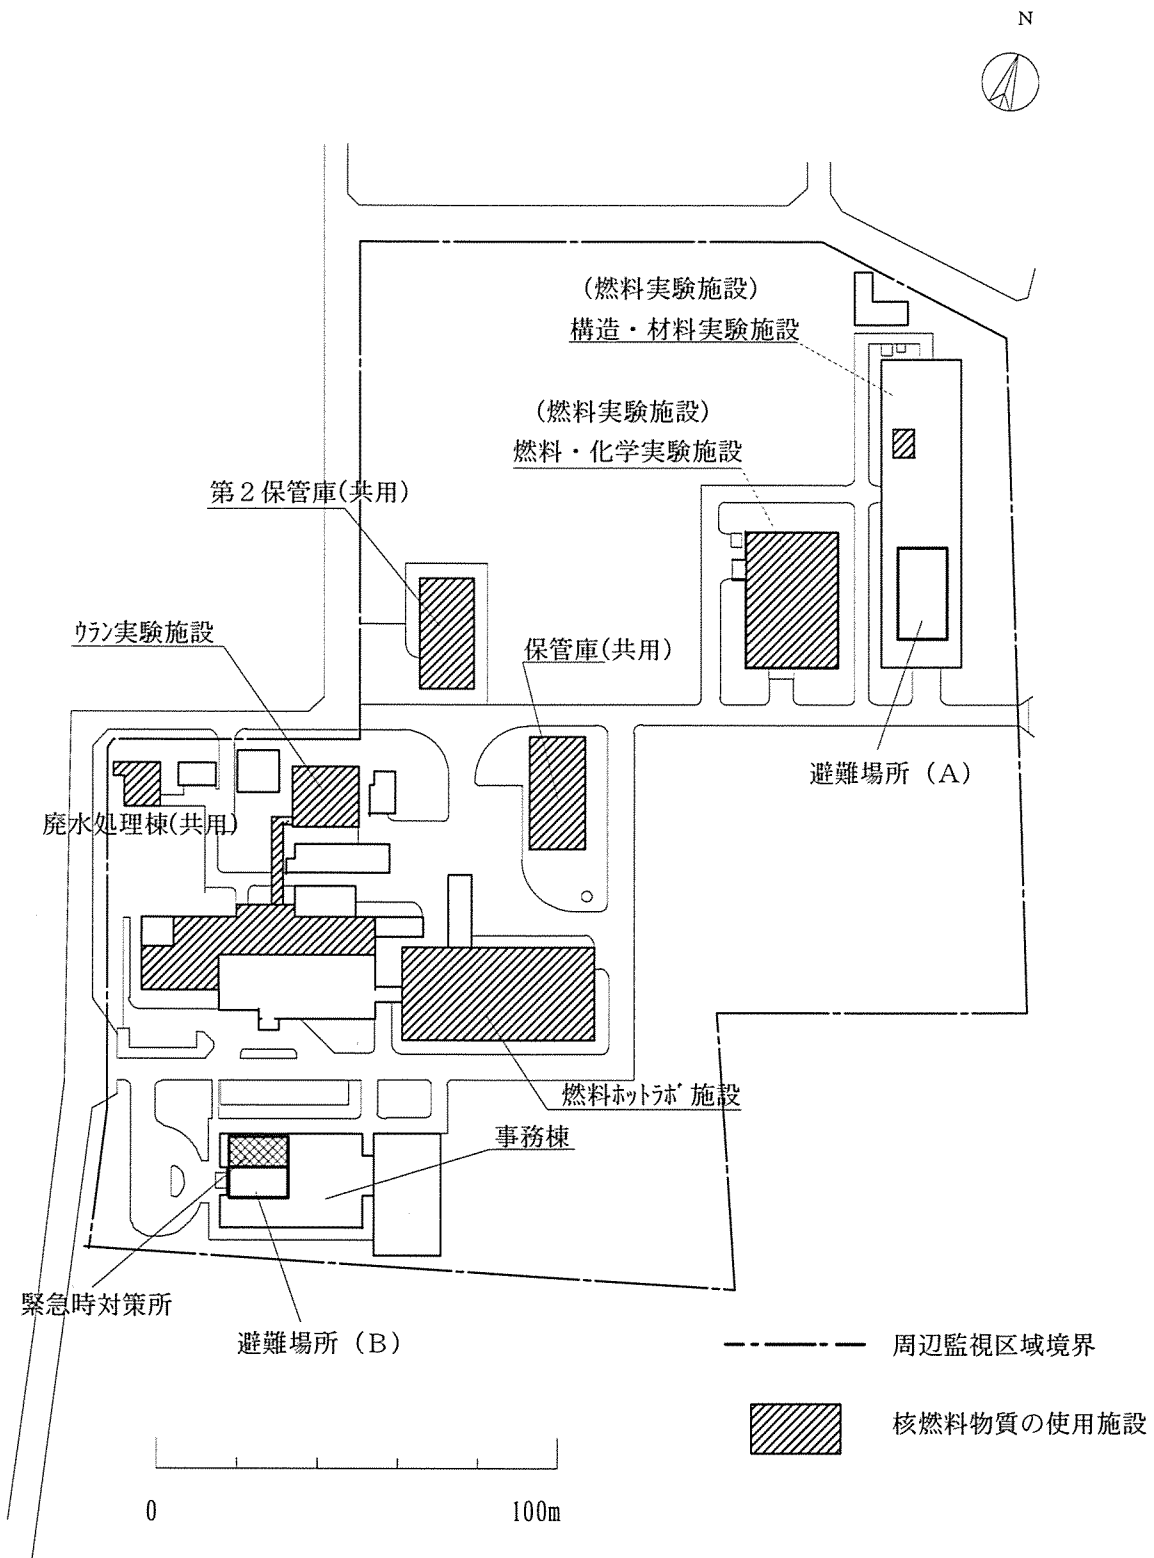 N
(燃料実験施設)
構造・材料実験施設
(燃料実験施設)
燃料・化学実験施設
第2保管庫(共用)
ｳﾗﾝ実験施設
保管庫(共用)
避難場所（A）
廃水処理棟(共用)
燃料ﾎｯﾄﾗﾎﾞ施設
事務棟
緊急時対策所
避難場所（B）
周辺監視区域境界
核燃料物質の使用施設
0 100m